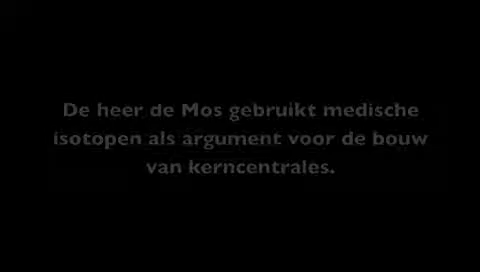 De heer de Mos gebruikt medische
isotopen als argument voor de bouw
van kerncentrales.